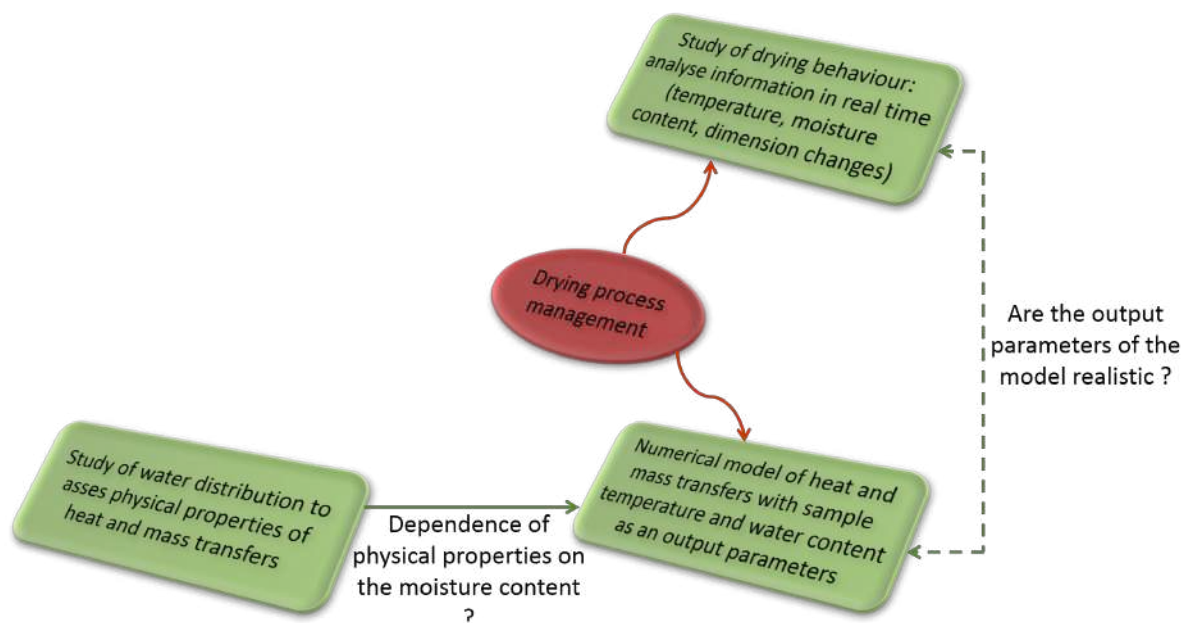 Study of drying behaviour:
analyse information in real time
(temperature, moisture
content, dimension changes)
Drying process
management
Are the output
parameters of the
model realistic ?
Study of water distribution to
asses physical properties of
heat and mass transfers
Dependence of
physical properties on
the moisture content
?
Numerical model of heat and
mass transfers with sample
temperature and water content
as an output parameters